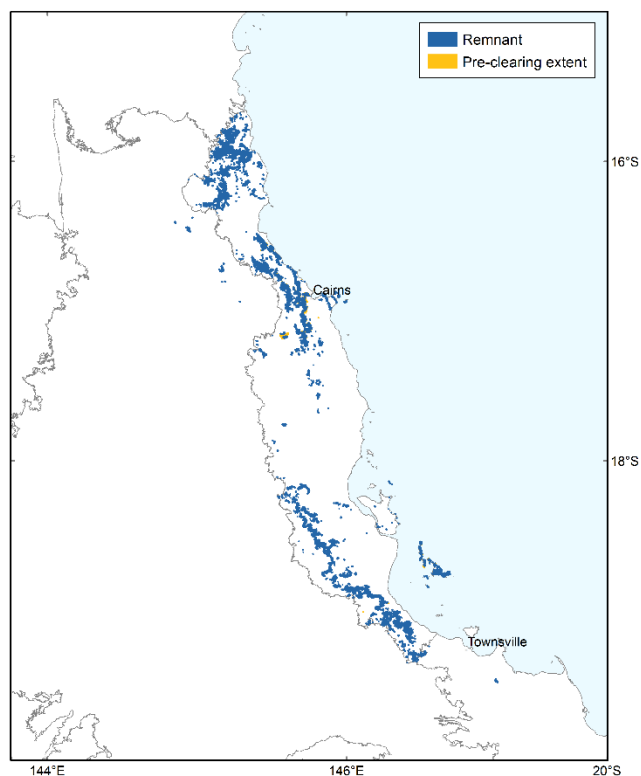 Remnant
Pre-clearing extent
16°S
Cairns
18°S
Townsville
144°E
146°E
20°S